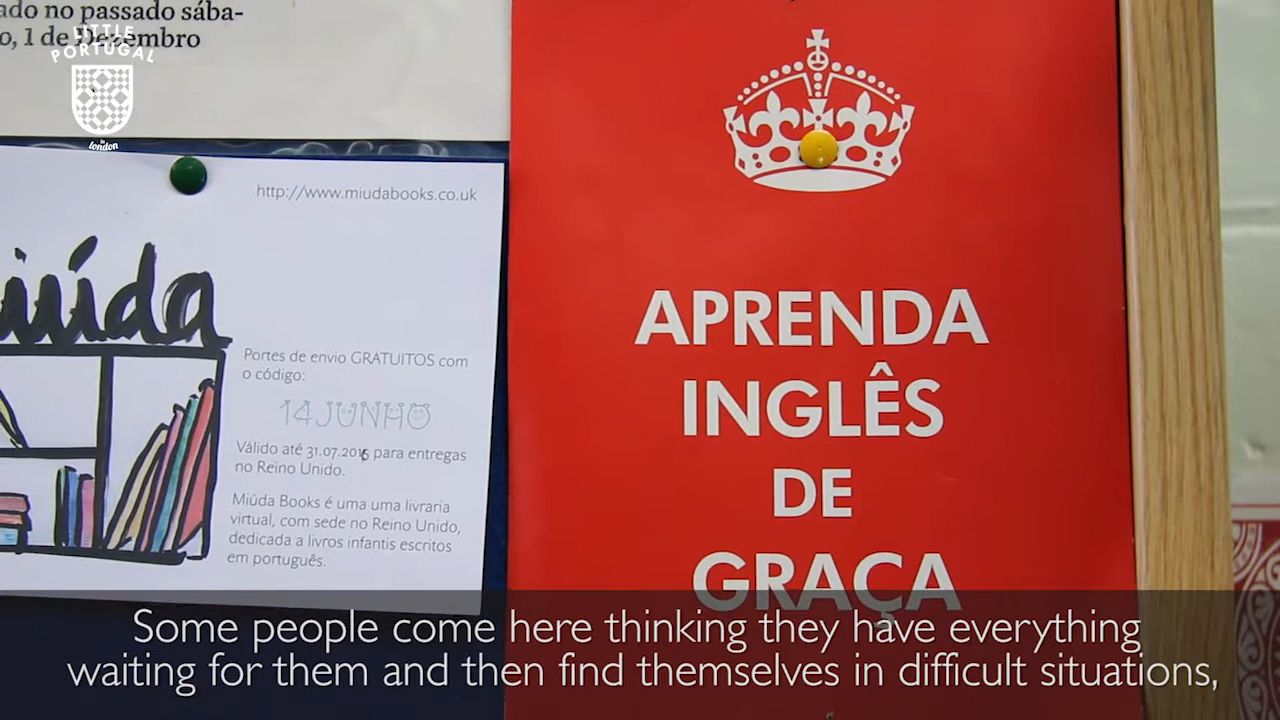 ado no passado sába-
o, 1 de Dezembro
LITTLE
PORTUGAL
in london
http://www.miudabooks.co.uk
iúda
Portes de envio GRATUITOS com
o código:
14JUNHO
Válido até 31.07.2016 para entregas
no Reino Unido.
Miúda Books é uma uma livraria
virtual, com sede no Reino Unido,
dedicada a livros infantis escritos
em português.
APRENDA
INGLÊS
DE
GRAÇA
Some people come here thinking they have everything
waiting for them and then find themselves in difficult situations,